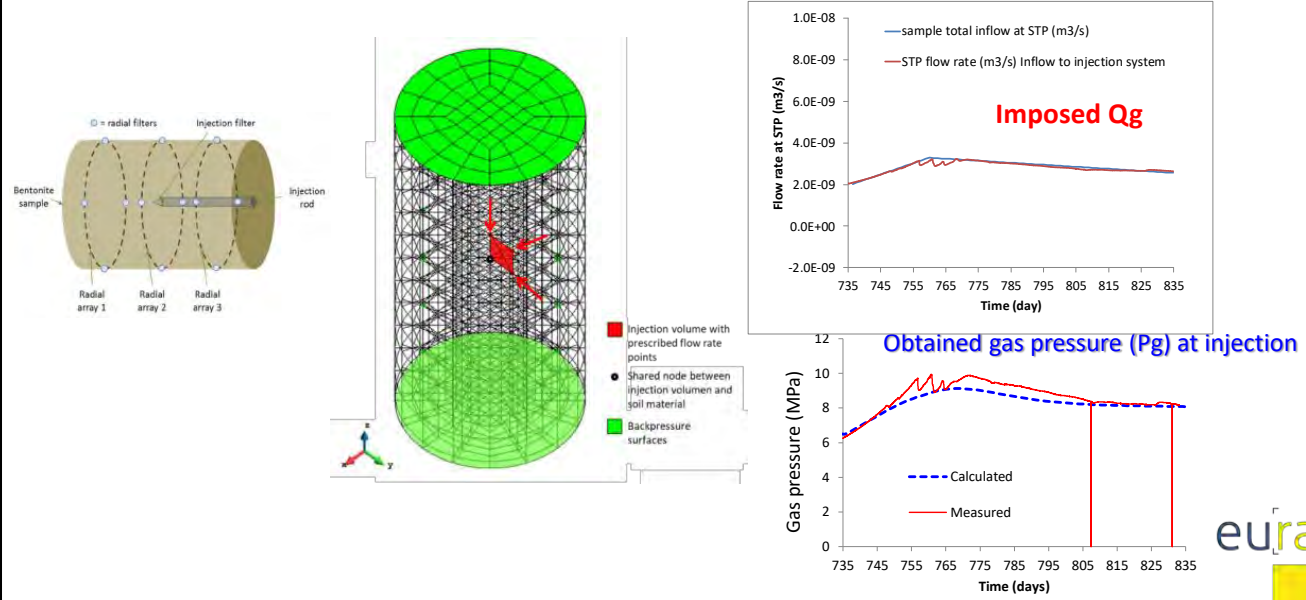 = radial filters
Injection filter
Bentonite
sample
Injection
rod
Radial
array 1
Radial
array 2
Radial
array 3
Injection volume with
prescribed flow rate
points
Shared node between
injection volumen and
soil material
Backpressure
surfaces
z
x
y
1.0E-08
8.0E-09
6.0E-09
4.0E-09
2.0E-09
0.0E+00
-2.0E-09
Flow rate at STP (m3/s)
sample total inflow at STP (m3/s)
STP flow rate (m3/s) Inflow to injection system
Imposed Qg
735 745 755 765 775 785 795 805 815 825 835
Time (day)
Obtained gas pressure (Pg) at injection
12
10
8
6
4
2
0
Gas pressure (MPa)
Calculated
Measured
735 745 755 765 775 785 795 805 815 825 835
Time (days)